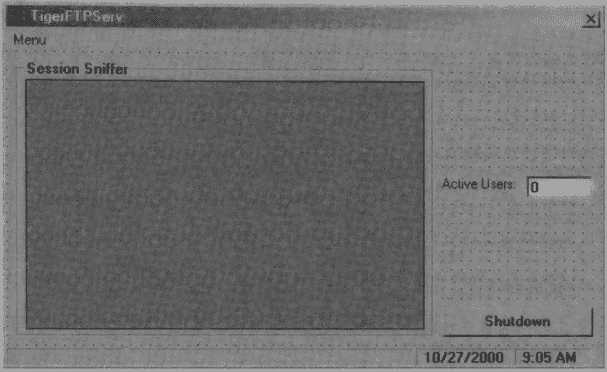 TigerFTPServ
Menu
Session Sniffer
Active Users: 0
Shutdown
10/27/2000 9:05 AM